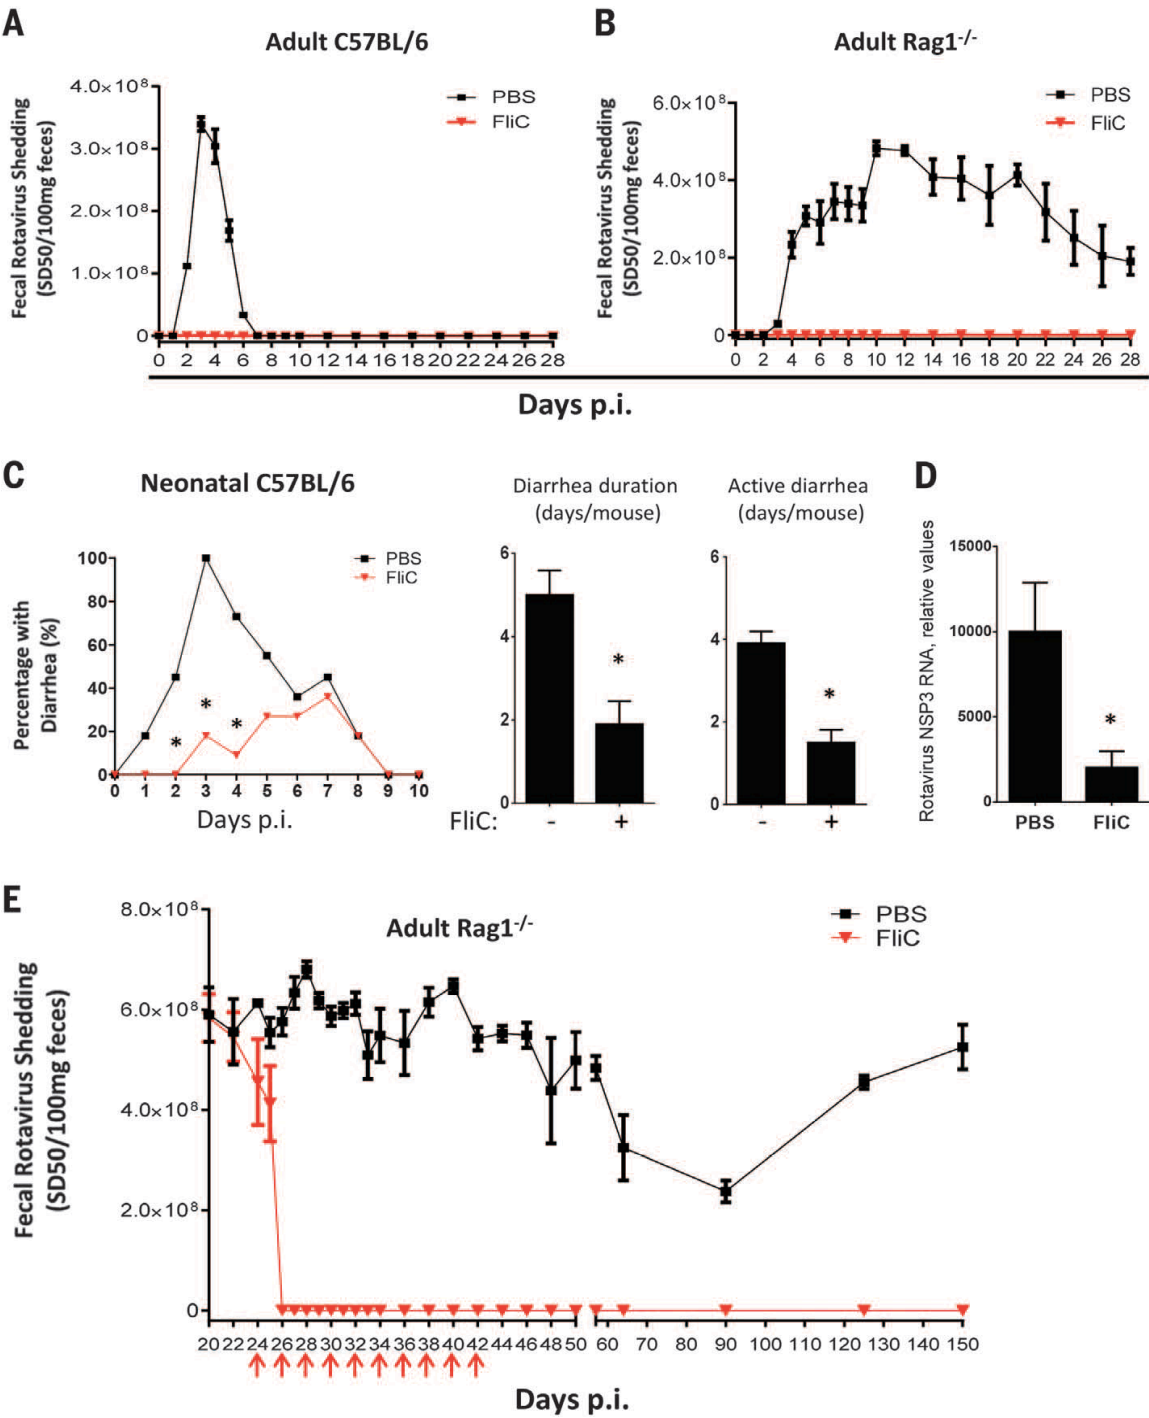 A
Adult C57BL/6
Fecal Rotavirus Shedding
(SD50/100mg feces)
4.0×10⁸
3.0×10⁸
2.0×10⁸
1.0×10⁸
0
PBS
FliC
0 2 4 6 8 10 12 14 16 18 20 22 24 26 28
B
Adult Rag1-/-
Fecal Rotavirus Shedding
(SD50/100mg feces)
6.0×10⁸
4.0×10⁸
2.0×10⁸
0
PBS
FliC
0 2 4 6 8 10 12 14 16 18 20 22 24 26 28
Days p.i.
C
Neonatal C57BL/6
Percentage with
Diarrhea (%)
100
80
60
40
20
0
PBS
FliC
* * *
0 1 2 3 4 5 6 7 8 9 10
Days p.i.
Diarrhea duration
(days/mouse)
6
4
2
0
*
FliC: - +
Active diarrhea
(days/mouse)
6
4
2
0
*
- +
D
Rotavirus NSP3 RNA, relative values
15000
10000
5000
0
*
PBS FliC
E
Adult Rag1-/-
Fecal Rotavirus Shedding
(SD50/100mg feces)
8.0×10⁸
6.0×10⁸
4.0×10⁸
2.0×10⁸
0
PBS
FliC
20 22 24 26 28 30 32 34 36 38 40 42 44 46 48 50 60 70 80 90 100 110 120 130 140 150
Days p.i.